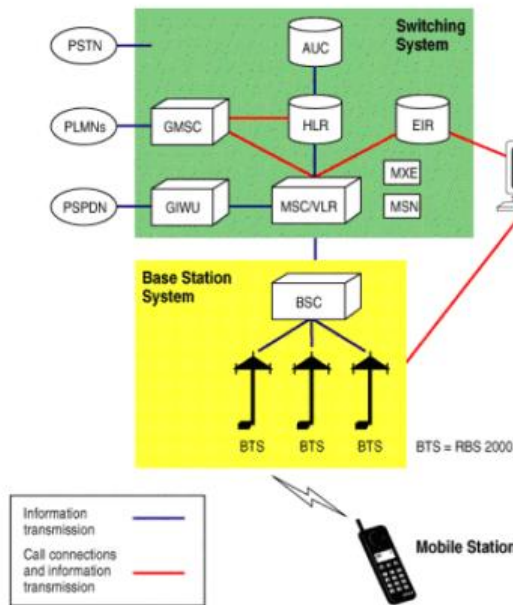 Switching
System
PSTN
AUC
PLMNs
GMSC
HLR
EIR
MXE
PSPDN
GIWU
MSC/VLR
MSN
Base Station
System
BSC
BTS
BTS
BTS
BTS = RBS 2000
Information
transmission
Call connections
and information
transmission
Mobile Station